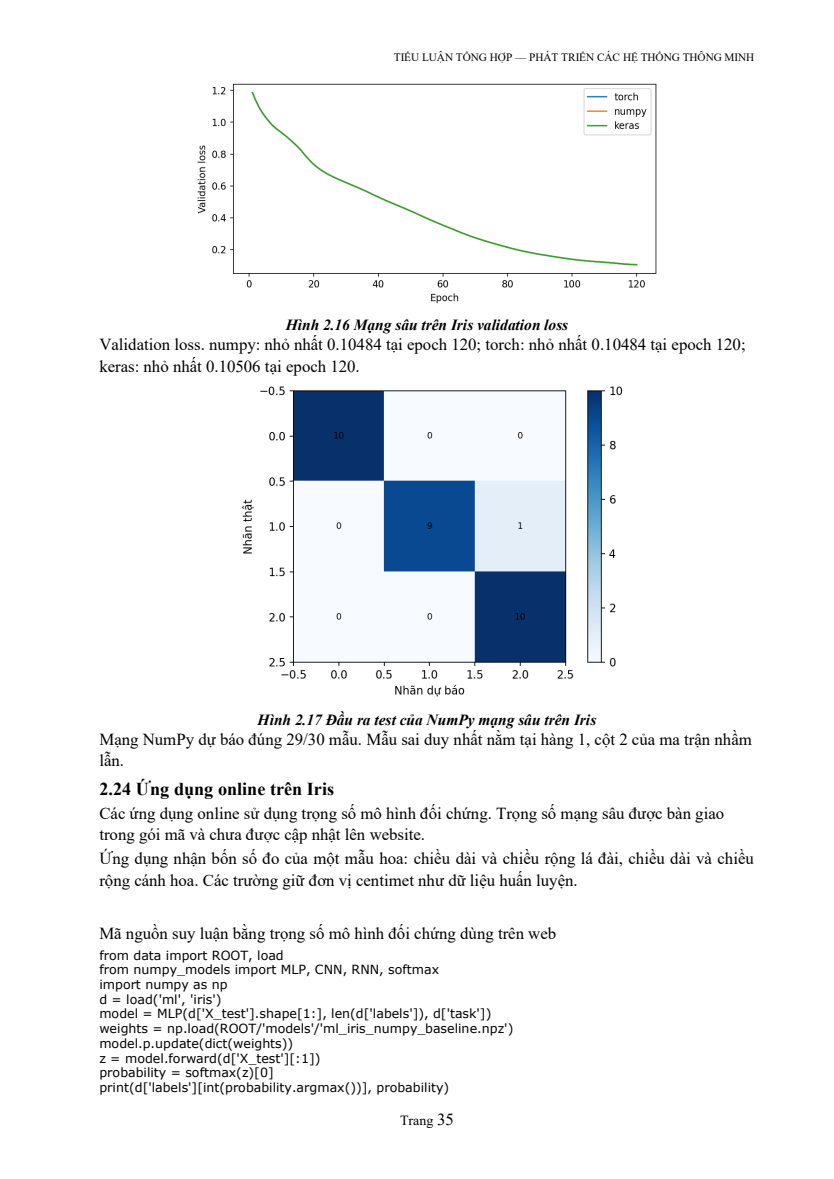 TIỂU LUẬN TỔNG HỢP — PHÁT TRIỂN CÁC HỆ THỐNG THÔNG MINH
1.2
1.0
0.8
0.6
0.4
0.2
Validation loss
torch
numpy
keras
0 20 40 60 80 100 120
Epoch
Hình 2.16 Mạng sâu trên Iris validation loss
Validation loss. numpy: nhỏ nhất 0.10484 tại epoch 120; torch: nhỏ nhất 0.10484 tại epoch 120;
keras: nhỏ nhất 0.10506 tại epoch 120.
−0.5
0.0
0.5
1.0
1.5
2.0
2.5
Nhãn thật
10 0 0
0 9 1
0 0 10
−0.5 0.0 0.5 1.0 1.5 2.0 2.5
Nhãn dự báo
10
8
6
4
2
0
Hình 2.17 Đầu ra test của NumPy mạng sâu trên Iris
Mạng NumPy dự báo đúng 29/30 mẫu. Mẫu sai duy nhất nằm tại hàng 1, cột 2 của ma trận nhầm
lẫn.
2.24 Ứng dụng online trên Iris
Các ứng dụng online sử dụng trọng số mô hình đối chứng. Trọng số mạng sâu được bàn giao
trong gói mã và chưa được cập nhật lên website.
Ứng dụng nhận bốn số đo của một mẫu hoa: chiều dài và chiều rộng lá đài, chiều dài và chiều
rộng cánh hoa. Các trường giữ đơn vị centimet như dữ liệu huấn luyện.
Mã nguồn suy luận bằng trọng số mô hình đối chứng dùng trên web
from data import ROOT, load
from numpy_models import MLP, CNN, RNN, softmax
import numpy as np
d = load('ml', 'iris')
model = MLP(d['X_test'].shape[1:], len(d['labels']), d['task'])
weights = np.load(ROOT/'models'/'ml_iris_numpy_baseline.npz')
model.p.update(dict(weights))
z = model.forward(d['X_test'][:1])
probability = softmax(z)[0]
print(d['labels'][int(probability.argmax())], probability)
Trang 35